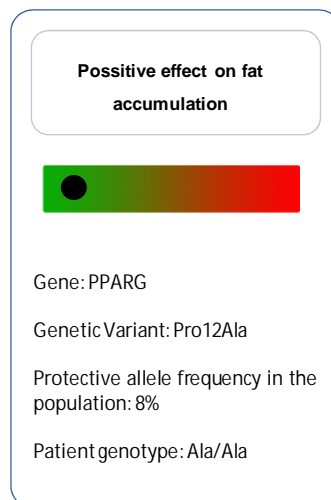 Possitive effect on fat
accumulation
Gene: PPARG
Genetic Variant: Pro12Ala
Protective allele frequency in the
population: 8%
Patient genotype: Ala/Ala